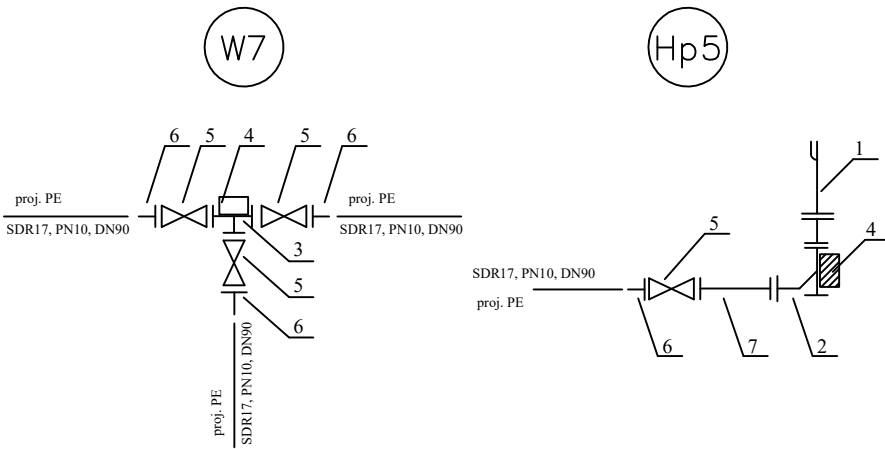 W7
Hp5
6
5
4
5
6
proj. PE
SDR17, PN10, DN90
proj. PE
SDR17, PN10, DN90
3
5
6
proj. PE
SDR17, PN10, DN90
1
4
5
SDR17, PN10, DN90
proj. PE
6
7
2